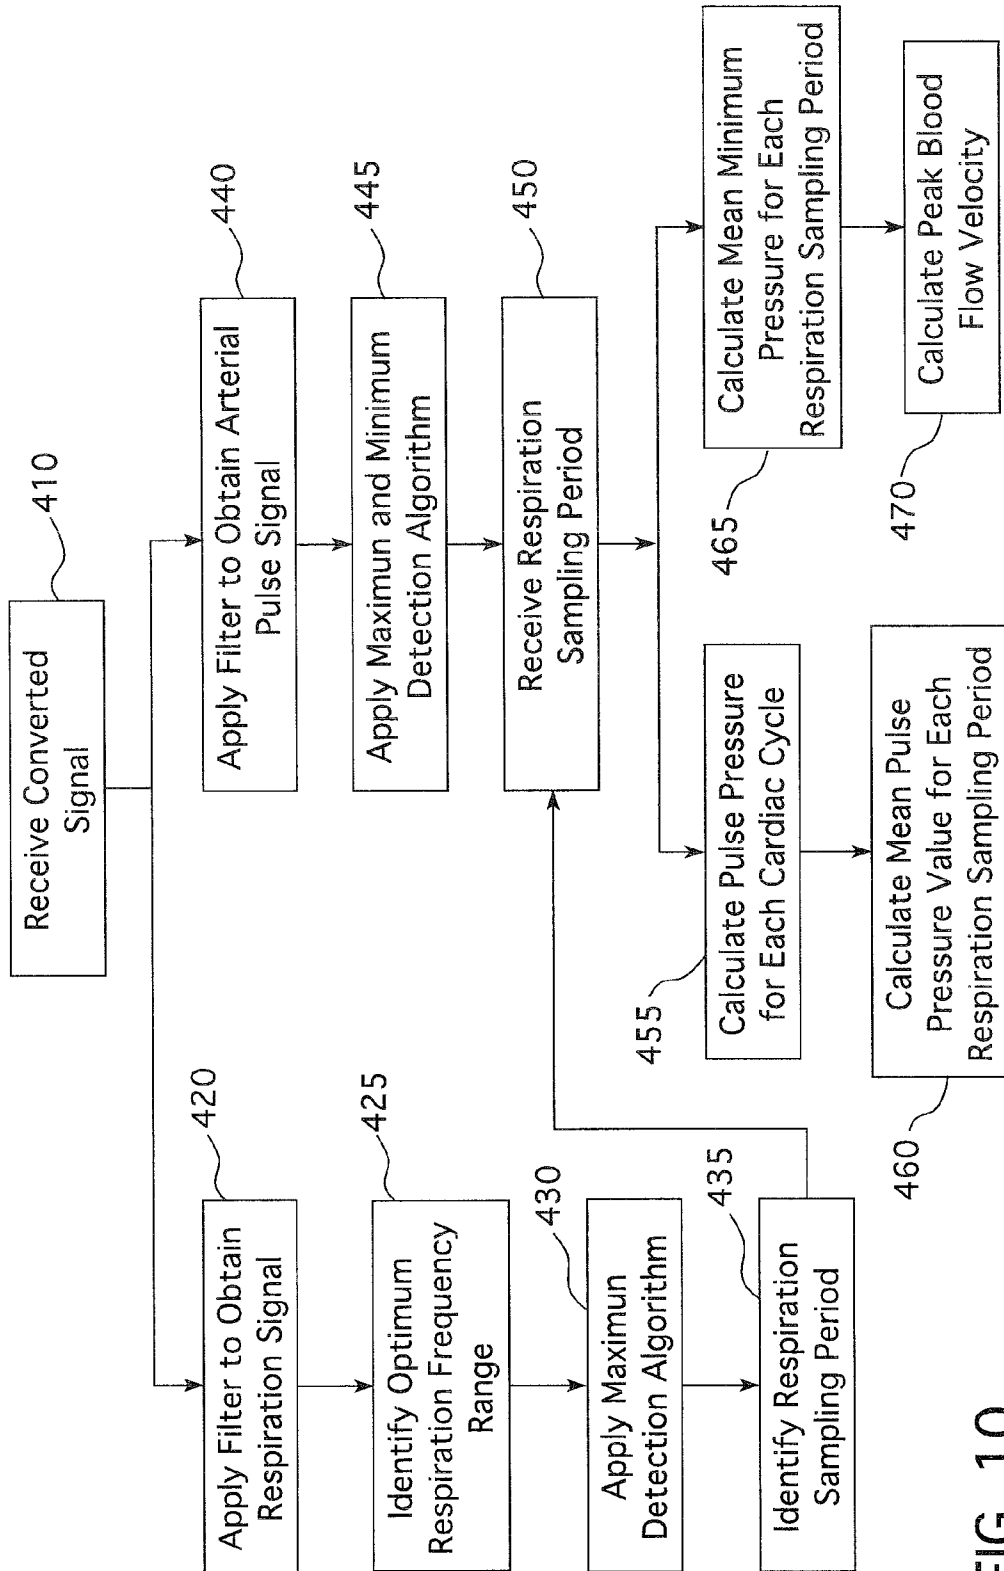 Receive Converted
Signal
410
Apply Filter to Obtain
Respiration Signal
420
Identify Optimum
Respiration Frequency
Range
425
Apply Maximun
Detection Algorithm
430
Identify Respiration
Sampling Period
435
Apply Filter to Obtain Arterial
Pulse Signal
440
Apply Maximun and Minimum
Detection Algorithm
445
Receive Respiration
Sampling Period
450
Calculate Pulse Pressure
for Each Cardiac Cycle
455
Calculate Mean Pulse
Pressure Value for Each
Respiration Sampling Period
460
Calculate Mean Minimum
Pressure for Each
Respiration Sampling Period
465
Calculate Peak Blood
Flow Velocity
470
FIG. 10